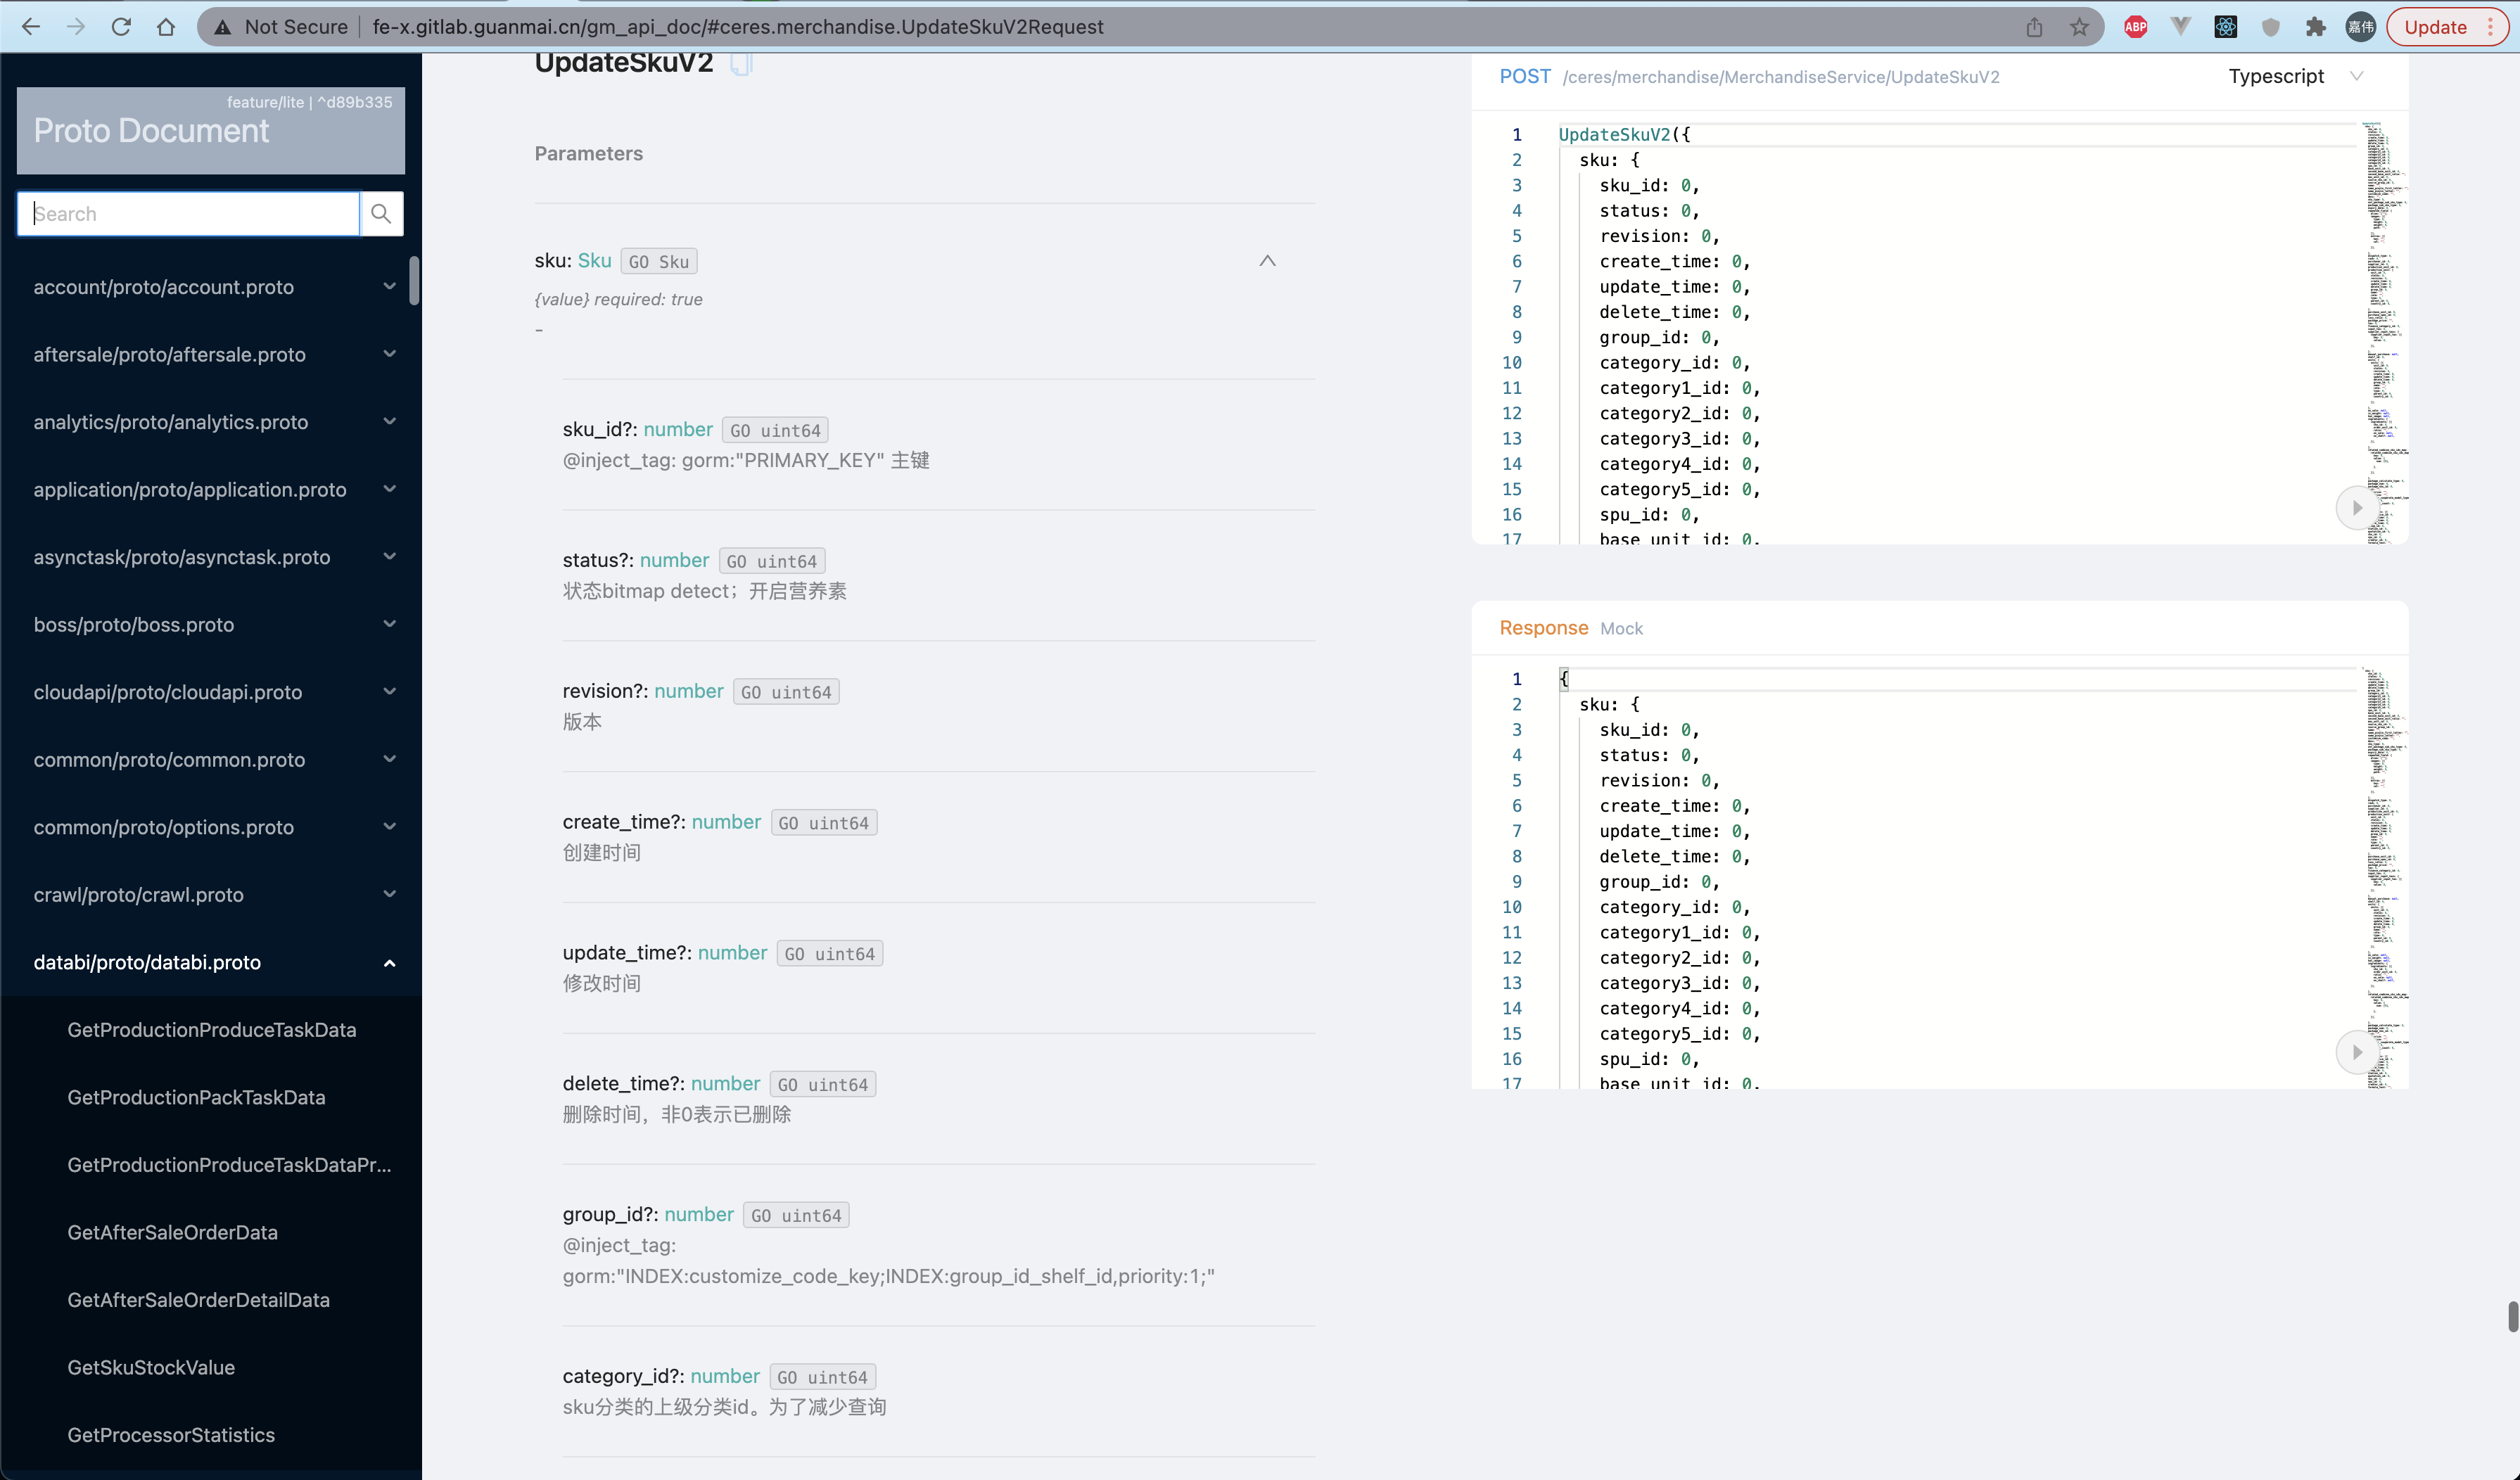 Not Secure
fe-x.gitlab.guanmai.cn/gm_api_doc/#ceres.merchandise.UpdateSkuV2Request
ABP
嘉伟
Update
feature/lite | ^d89b335
Proto Document
Search
account/proto/account.proto
aftersale/proto/aftersale.proto
analytics/proto/analytics.proto
application/proto/application.proto
asynctask/proto/asynctask.proto
boss/proto/boss.proto
cloudapi/proto/cloudapi.proto
common/proto/common.proto
common/proto/options.proto
crawl/proto/crawl.proto
databi/proto/databi.proto
GetProductionProduceTaskData
GetProductionPackTaskData
GetProductionProduceTaskDataPr...
GetAfterSaleOrderData
GetAfterSaleOrderDetailData
GetSkuStockValue
GetProcessorStatistics
UpdateSkuV2
Parameters
sku: Sku GO Sku
{value} required: true
-
sku_id?: number GO uint64
@inject_tag: gorm:"PRIMARY_KEY" 主键
status?: number GO uint64
状态bitmap detect；开启营养素
revision?: number GO uint64
版本
create_time?: number GO uint64
创建时间
update_time?: number GO uint64
修改时间
delete_time?: number GO uint64
删除时间，非0表示已删除
group_id?: number GO uint64
@inject_tag:
gorm:"INDEX:customize_code_key;INDEX:group_id_shelf_id,priority:1;"
category_id?: number GO uint64
sku分类的上级分类id。为了减少查询
POST /ceres/merchandise/MerchandiseService/UpdateSkuV2
Typescript
1 UpdateSkuV2({
2 sku: {
3 sku_id: 0,
4 status: 0,
5 revision: 0,
6 create_time: 0,
7 update_time: 0,
8 delete_time: 0,
9 group_id: 0,
10 category_id: 0,
11 category1_id: 0,
12 category2_id: 0,
13 category3_id: 0,
14 category4_id: 0,
15 category5_id: 0,
16 spu_id: 0,
17 base_unit_id: 0,
Response Mock
1 {
2 sku: {
3 sku_id: 0,
4 status: 0,
5 revision: 0,
6 create_time: 0,
7 update_time: 0,
8 delete_time: 0,
9 group_id: 0,
10 category_id: 0,
11 category1_id: 0,
12 category2_id: 0,
13 category3_id: 0,
14 category4_id: 0,
15 category5_id: 0,
16 spu_id: 0,
17 base_unit_id: 0,